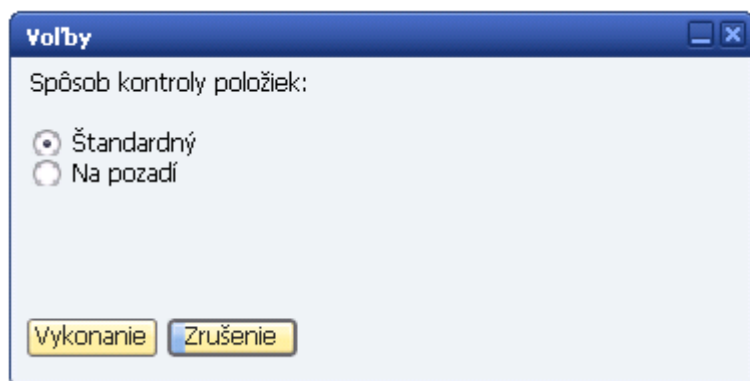 Voľby
Spôsob kontroly položiek:
Štandardný
Na pozadí
Vykonanie Zrušenie